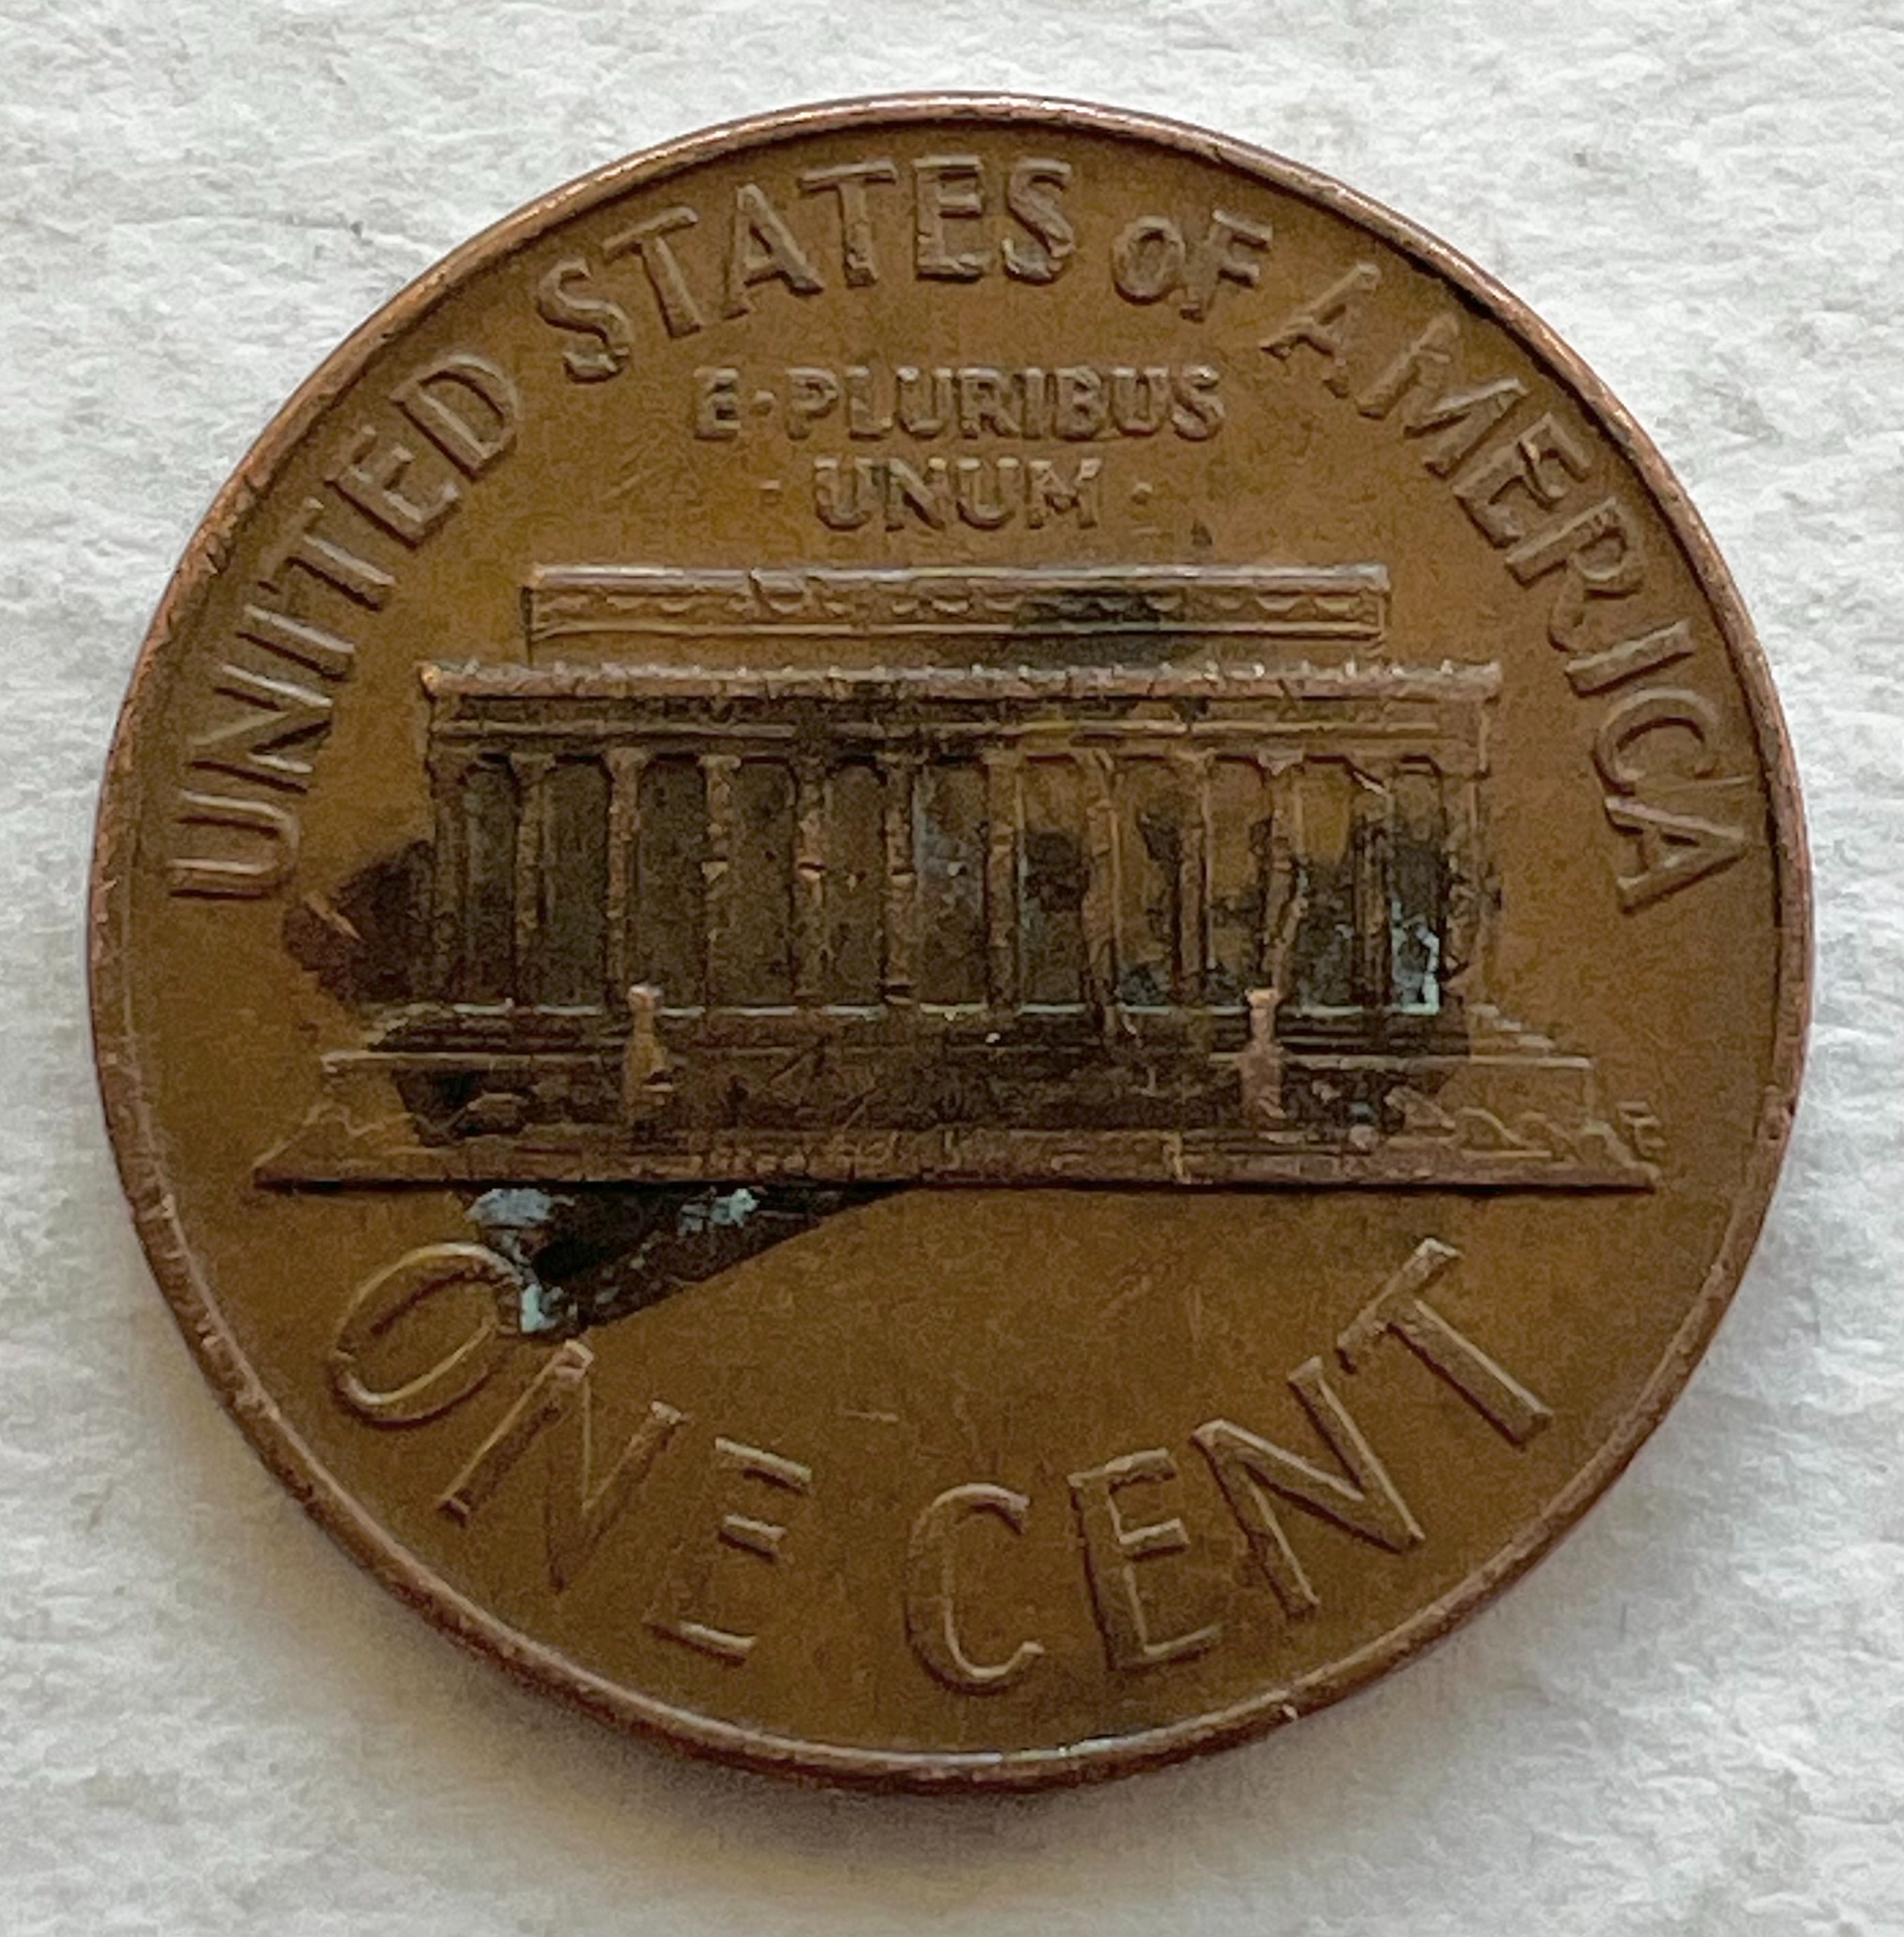 UNITED STATES OF AMERICA
E·PLURIBUS
·UNUM·
ONE CENT